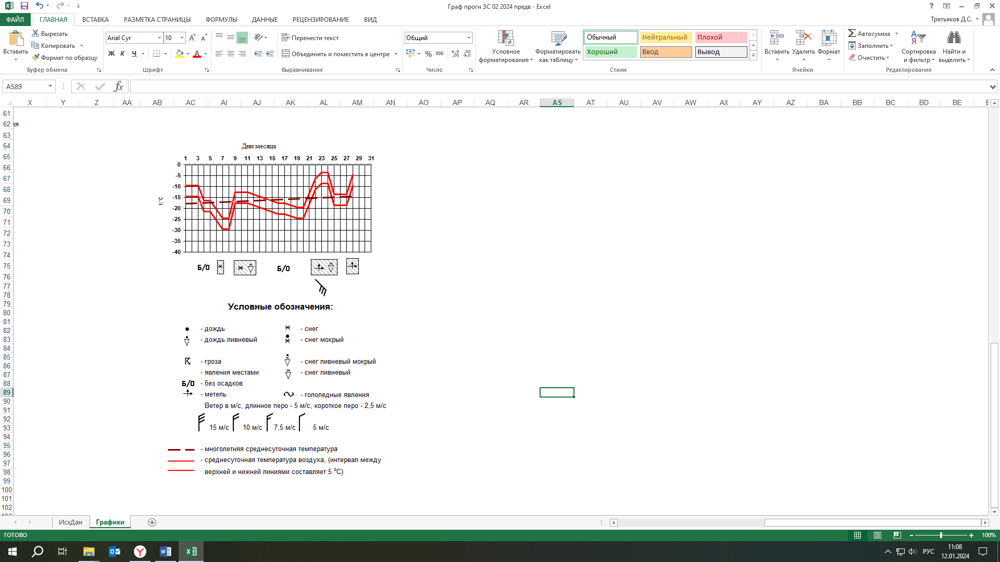 Граф прогн ЗС 02 2024 предв - Excel
ФАЙЛ ГЛАВНАЯ ВСТАВКА РАЗМЕТКА СТРАНИЦЫ ФОРМУЛЫ ДАННЫЕ РЕЦЕНЗИРОВАНИЕ ВИД Третьяков Д.С.
Вставить
Вырезать
Копировать
Формат по образцу
Буфер обмена
Arial Cyr 10
Ж К Ч
Шрифт
Перенести текст
Объединить и поместить в центре
Выравнивание
Общий
% 000
Число
Условное форматирование
Форматировать как таблицу
Обычный Нейтральный Плохой
Хороший Ввод Вывод
Стили
Вставить Удалить Формат
Ячейки
Автосумма
Заполнить
Очистить
Сортировка и фильтр
Найти и выделить
Редактирование
AS89 fx
X Y Z AA AB AC AI AJ AK AL AM AN AO AP AQ AR AS AT AU AV AW AX AY AZ BA BB BC BD BE
61
62 ия
63
64
65
66
67
68
69
70
71
72
73
74
75
76
77
78
79
80
81
82
83
84
85
86
87
88
89
90
91
92
93
94
95
96
97
98
99
100
101
102
Дни месяца
1 3 5 7 9 11 13 15 17 19 21 23 25 27 29 31
0
-5
-10
-15
-20
-25
-30
-35
-40
t,°C
Б/О Б/О
Условные обозначения:
- дождь - снег
- дождь ливневый - снег мокрый
- гроза - снег ливневый мокрый
- явления местами - снег ливневый
Б/О - без осадков
- метель - гололедные явления
Ветер в м/с, длинное перо - 5 м/с, короткое перо - 2,5 м/с
15 м/с 10 м/с 7,5 м/с 5 м/с
- многолетняя среднесуточная температура
- среднесуточная температура воздуха, (интервал между
верхней и нижней линиями составляет 5 °С)
ИсхДан Графики
ГОТОВО 100%
РУС 11:08
12.01.2024